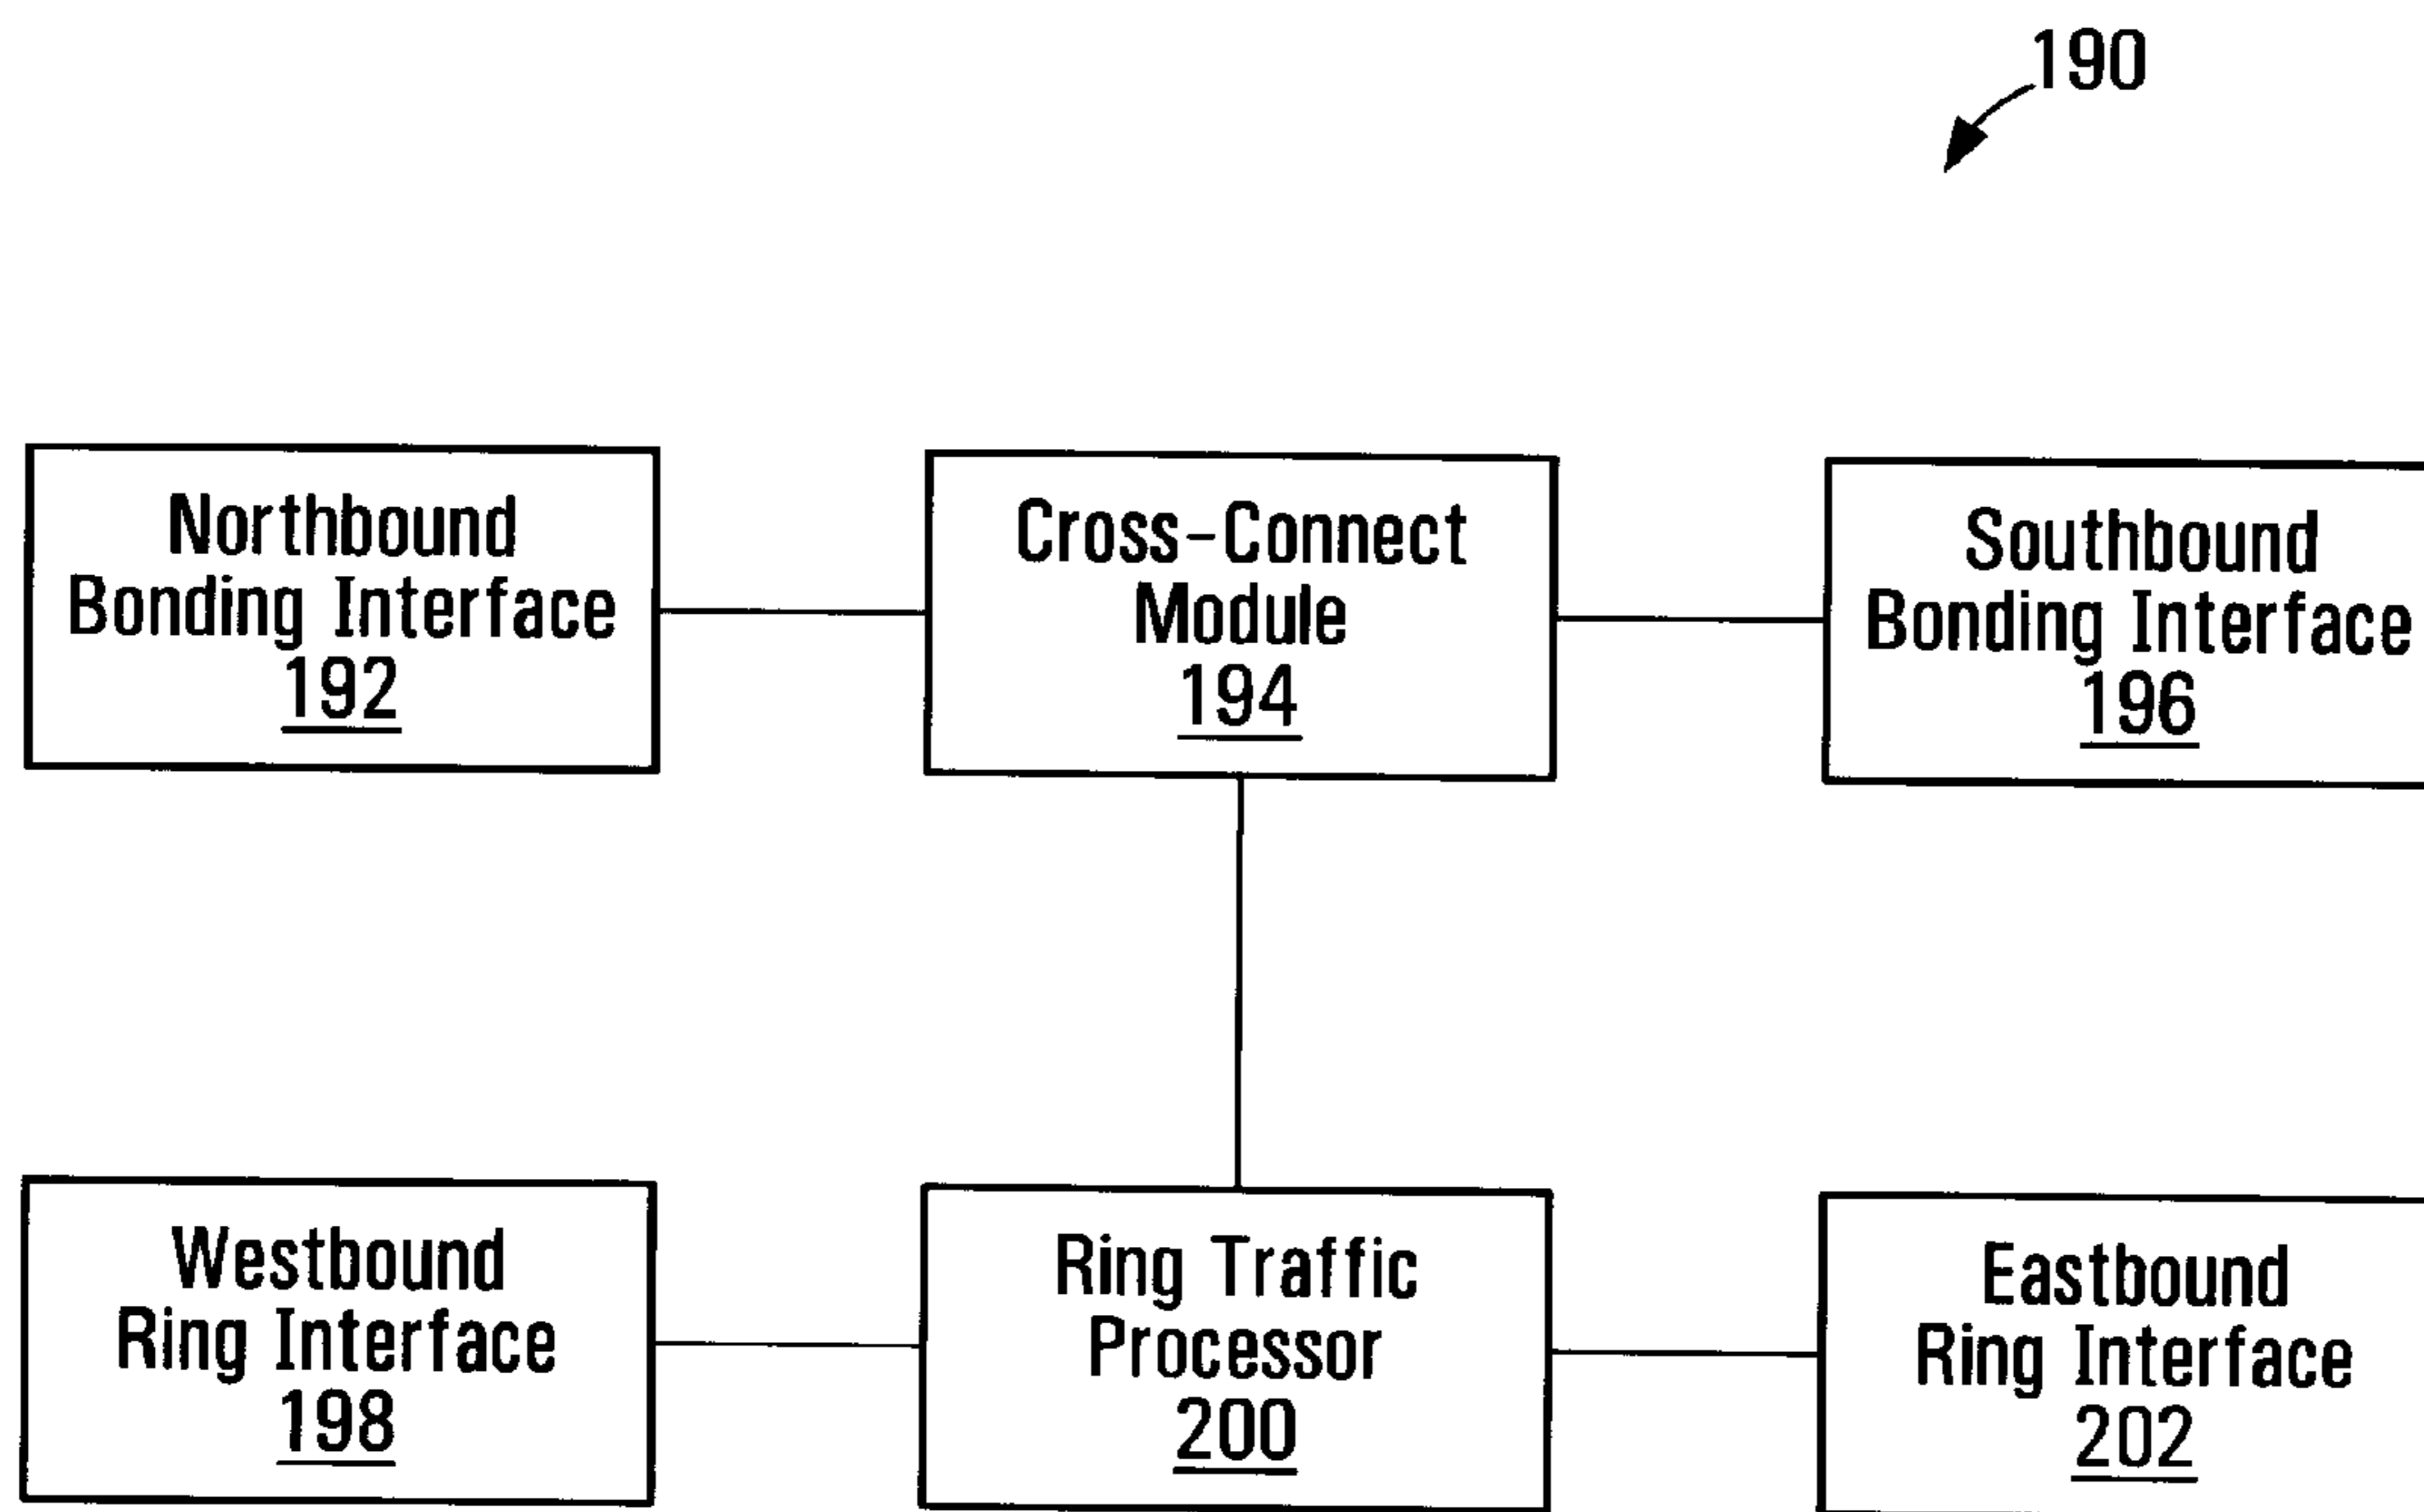 190
Northbound
Bonding Interface
192
Cross-Connect
Module
194
Southbound
Bonding Interface
196
Westbound
Ring Interface
198
Ring Traffic
Processor
200
Eastbound
Ring Interface
202